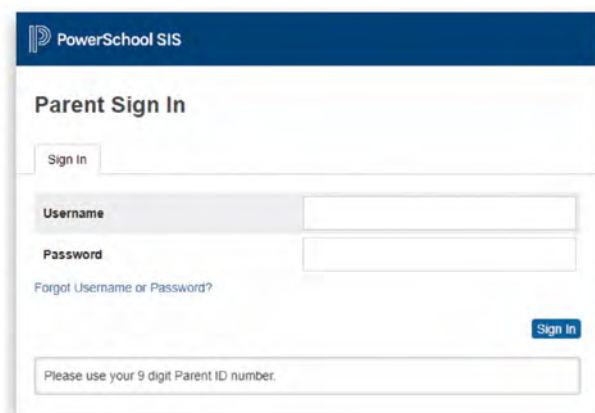 PowerSchool SIS
Parent Sign In
Sign In
Username
Password
Forgot Username or Password?
Sign In
Please use your 9 digit Parent ID number.